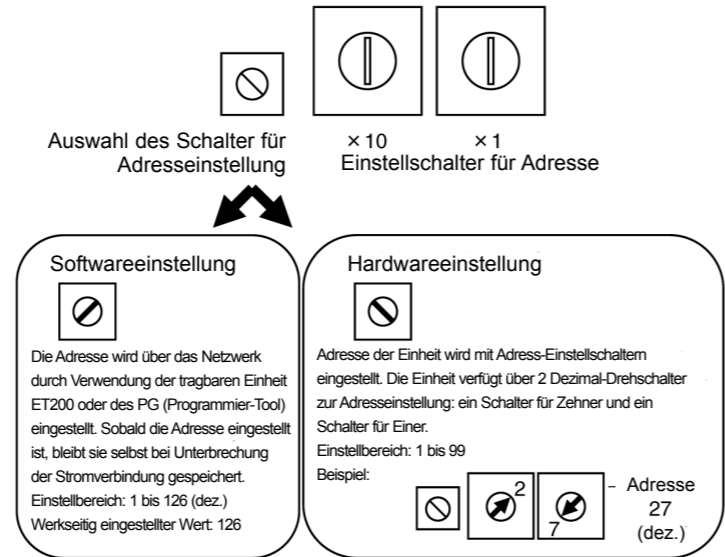 Auswahl des Schalter für
Adresseinstellung
×10
×1
Einstellschalter für Adresse
Softwareeinstellung
Die Adresse wird über das Netzwerk
durch Verwendung der tragbaren Einheit
ET200 oder des PG (Programmier-Tool)
eingestellt. Sobald die Adresse eingestellt
ist, bleibt sie selbst bei Unterbrechung
der Stromverbindung gespeichert.
Einstellbereich: 1 bis 126 (dez.)
Werkseitig eingestellter Wert: 126
Hardwareeinstellung
Adresse der Einheit wird mit Adress-Einstellschaltern
eingestellt. Die Einheit verfügt über 2 Dezimal-Drehschalter
zur Adresseinstellung: ein Schalter für Zehner und ein
Schalter für Einer.
Einstellbereich: 1 bis 99
Beispiel:
2
7
Adresse
27
(dez.)